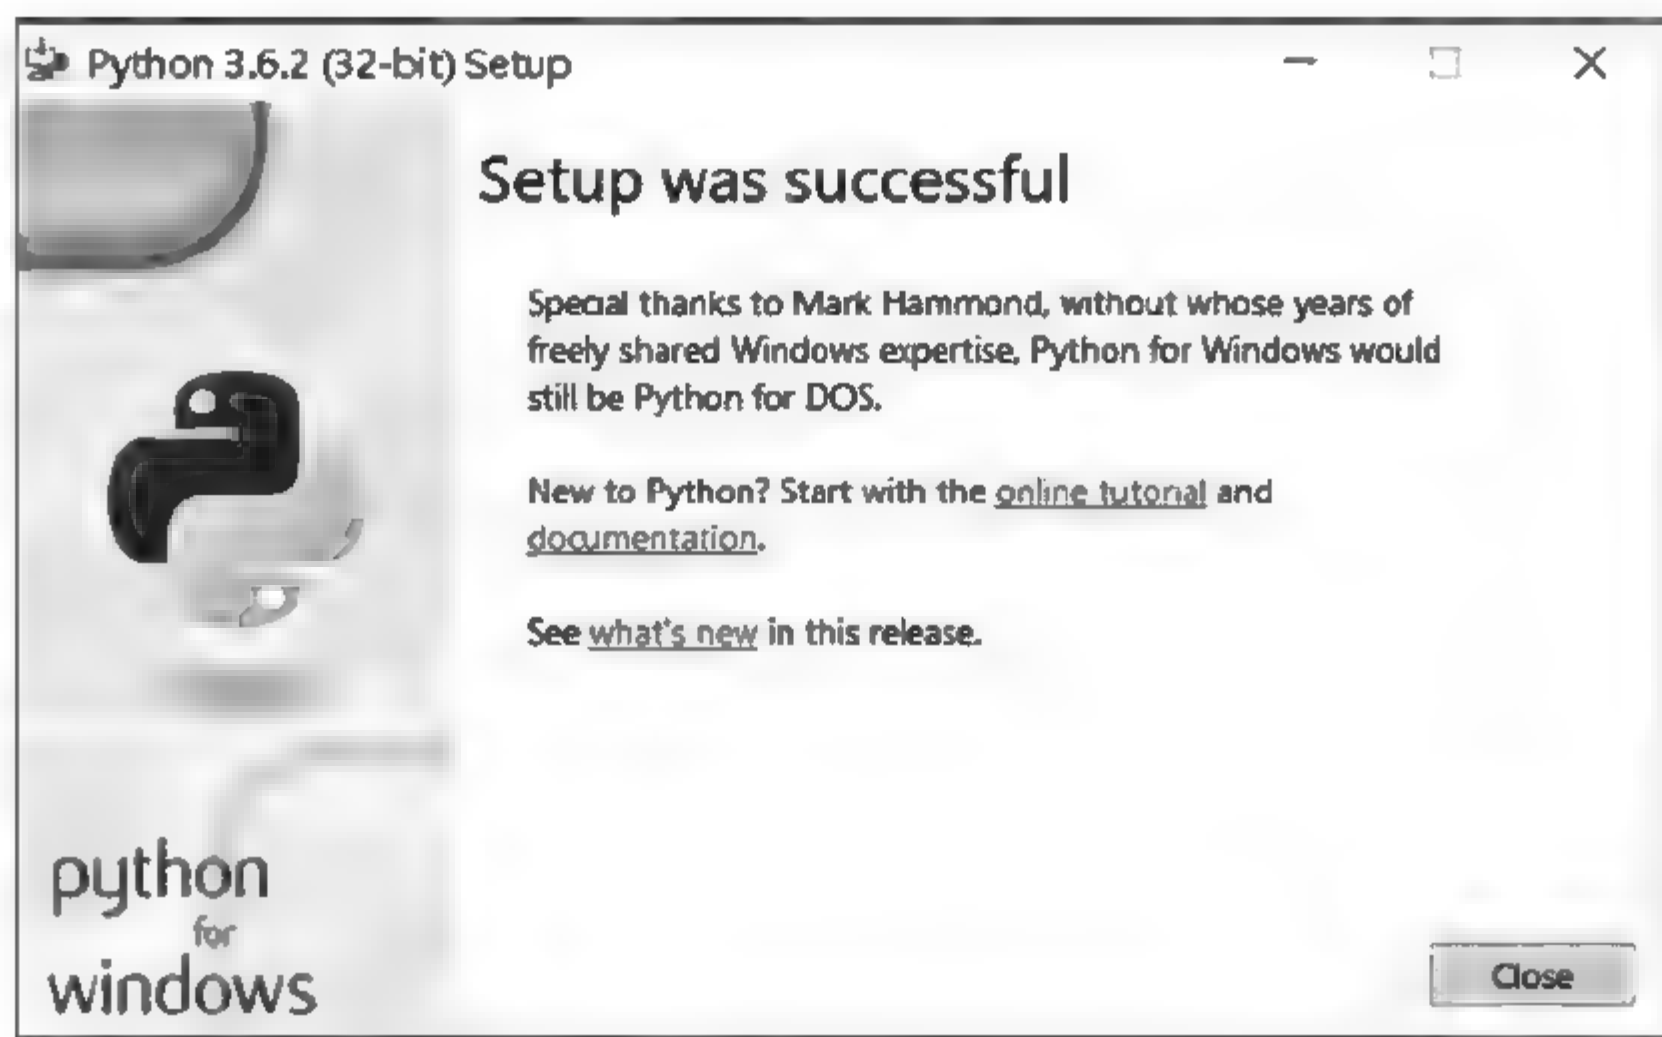 Python 3.6.2 (32-bit) Setup
Setup was successful
Special thanks to Mark Hammond, without whose years of
freely shared Windows expertise, Python for Windows would
still be Python for DOS.
New to Python? Start with the online tutorial and
documentation.
See what's new in this release.
python
for
windows
Close